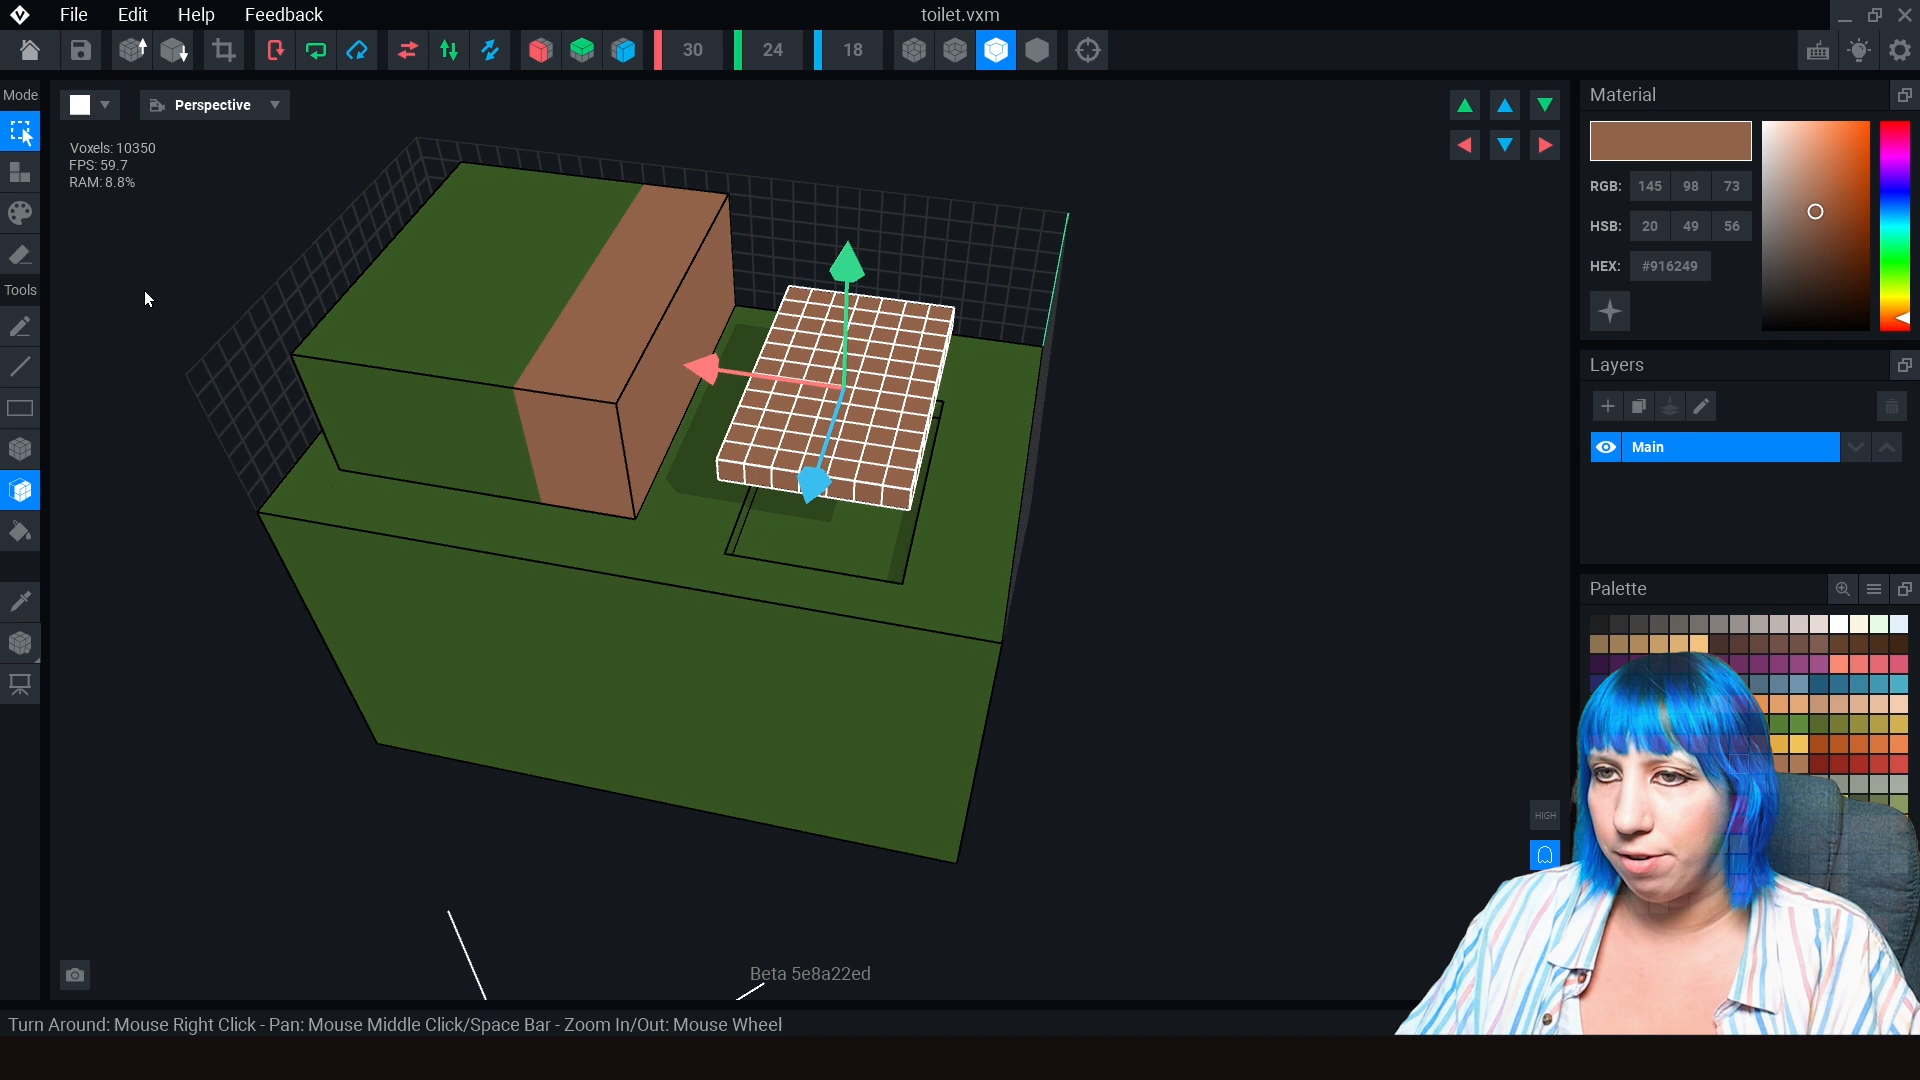 File Edit Help Feedback
toilet.vxm
30 24 18
Mode
Perspective
Voxels: 10350
FPS: 59.7
RAM: 8.8%
Tools
Material
RGB: 145 98 73
HSB: 20 49 56
HEX: #916249
Layers
Main
Palette
HIGH
Beta 5e8a22ed
Turn Around: Mouse Right Click - Pan: Mouse Middle Click/Space Bar - Zoom In/Out: Mouse Wheel